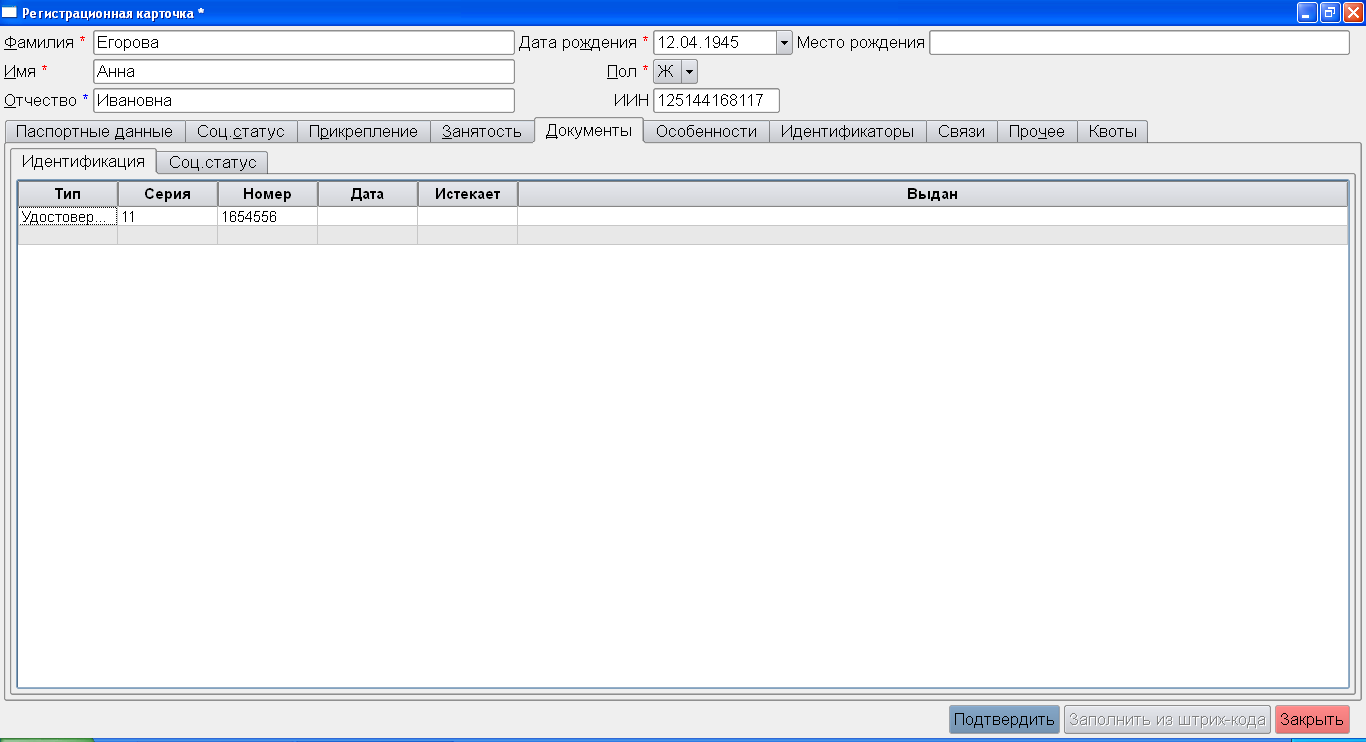 Регистрационная карточка *
Фамилия * Егорова Дата рождения * 12.04.1945 Место рождения
Имя * Анна Пол * Ж
Отчество * Ивановна ИИН 125144168117
Паспортные данные Соц.статус Прикрепление Занятость Документы Особенности Идентификаторы Связи Прочее Квоты
Идентификация Соц.статус
Тип Серия Номер Дата Истекает Выдан
Удостовер... 11 1654556
Подтвердить Заполнить из штрих-кода Закрыть